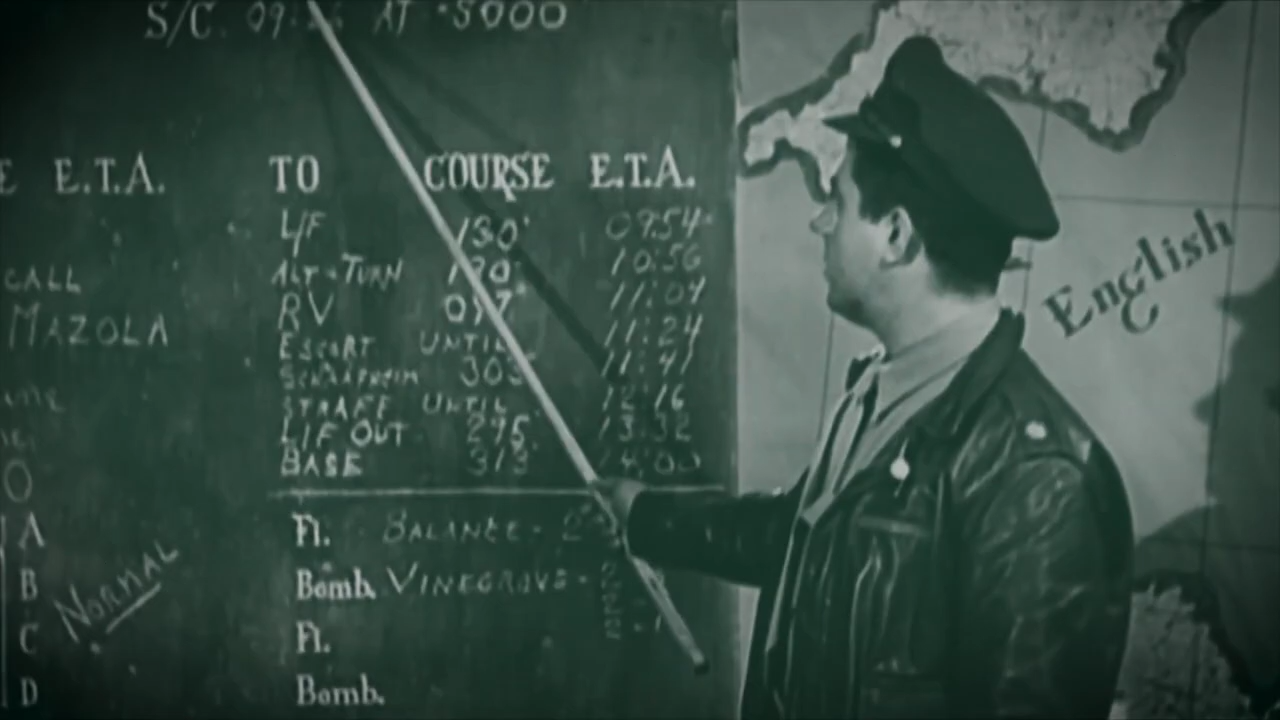 S/C. 09: AT 5000
E E.T.A. TO COURSE E.T.A.
L/F 130° 09:54
CALL ALT-TURN 10:56
MAZOLA RV 11:04
ESCORT UNTIL 11:24
11:41
STRAFE UNTIL 12:16
O L/F OUT 295° 13:32
BASE 313°
A Fl. BALANCE -
B Bomb. VINEGROVE -
NORMAL
C Fl.
D Bomb.
English